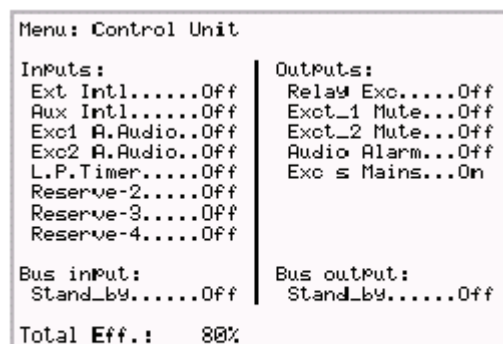 Menu: Control Unit
Inputs:
Ext Intl......Off
Aux Intl......Off
Exc1 A.Audio..Off
Exc2 A.Audio..Off
L.P.Timer.....Off
Reserve-2.....Off
Reserve-3.....Off
Reserve-4.....Off
Outputs:
Relay Exc.....Off
Exct_1 Mute...Off
Exct_2 Mute...Off
Audio Alarm...Off
Exc s Mains...On
Bus input:
Stand_by......Off
Bus output:
Stand_by......Off
Total Eff.: 80%